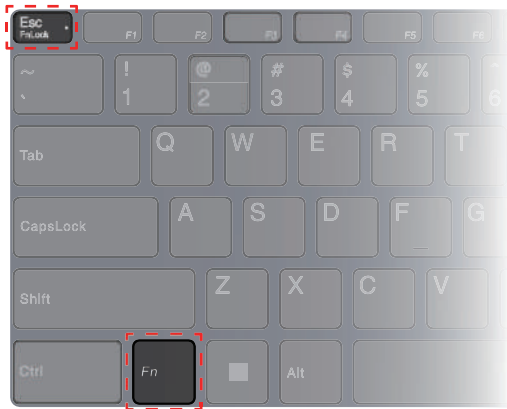 Esc
FnLock
F1 F2 F3 F4 F5 F6
~ ! @ # $ %
` 1 2 3 4 5 6
Tab Q W E R T
CapsLock A S D F G
Shift Z X C V
Ctrl Fn Alt